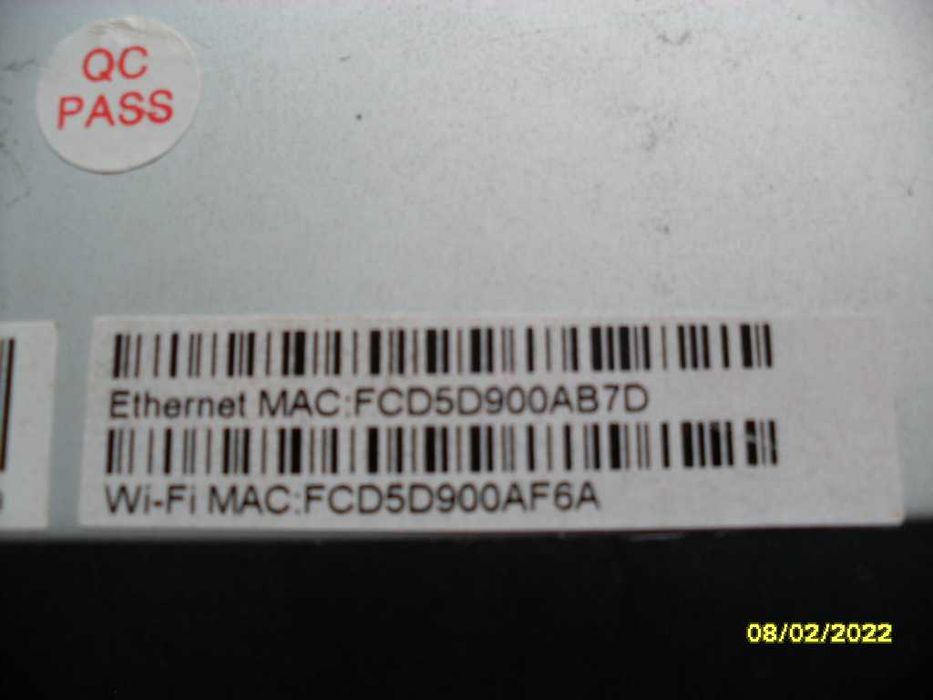 QC
PASS
Ethernet MAC:FCD5D900AB7D
Wi-Fi MAC:FCD5D900AF6A
08/02/2022